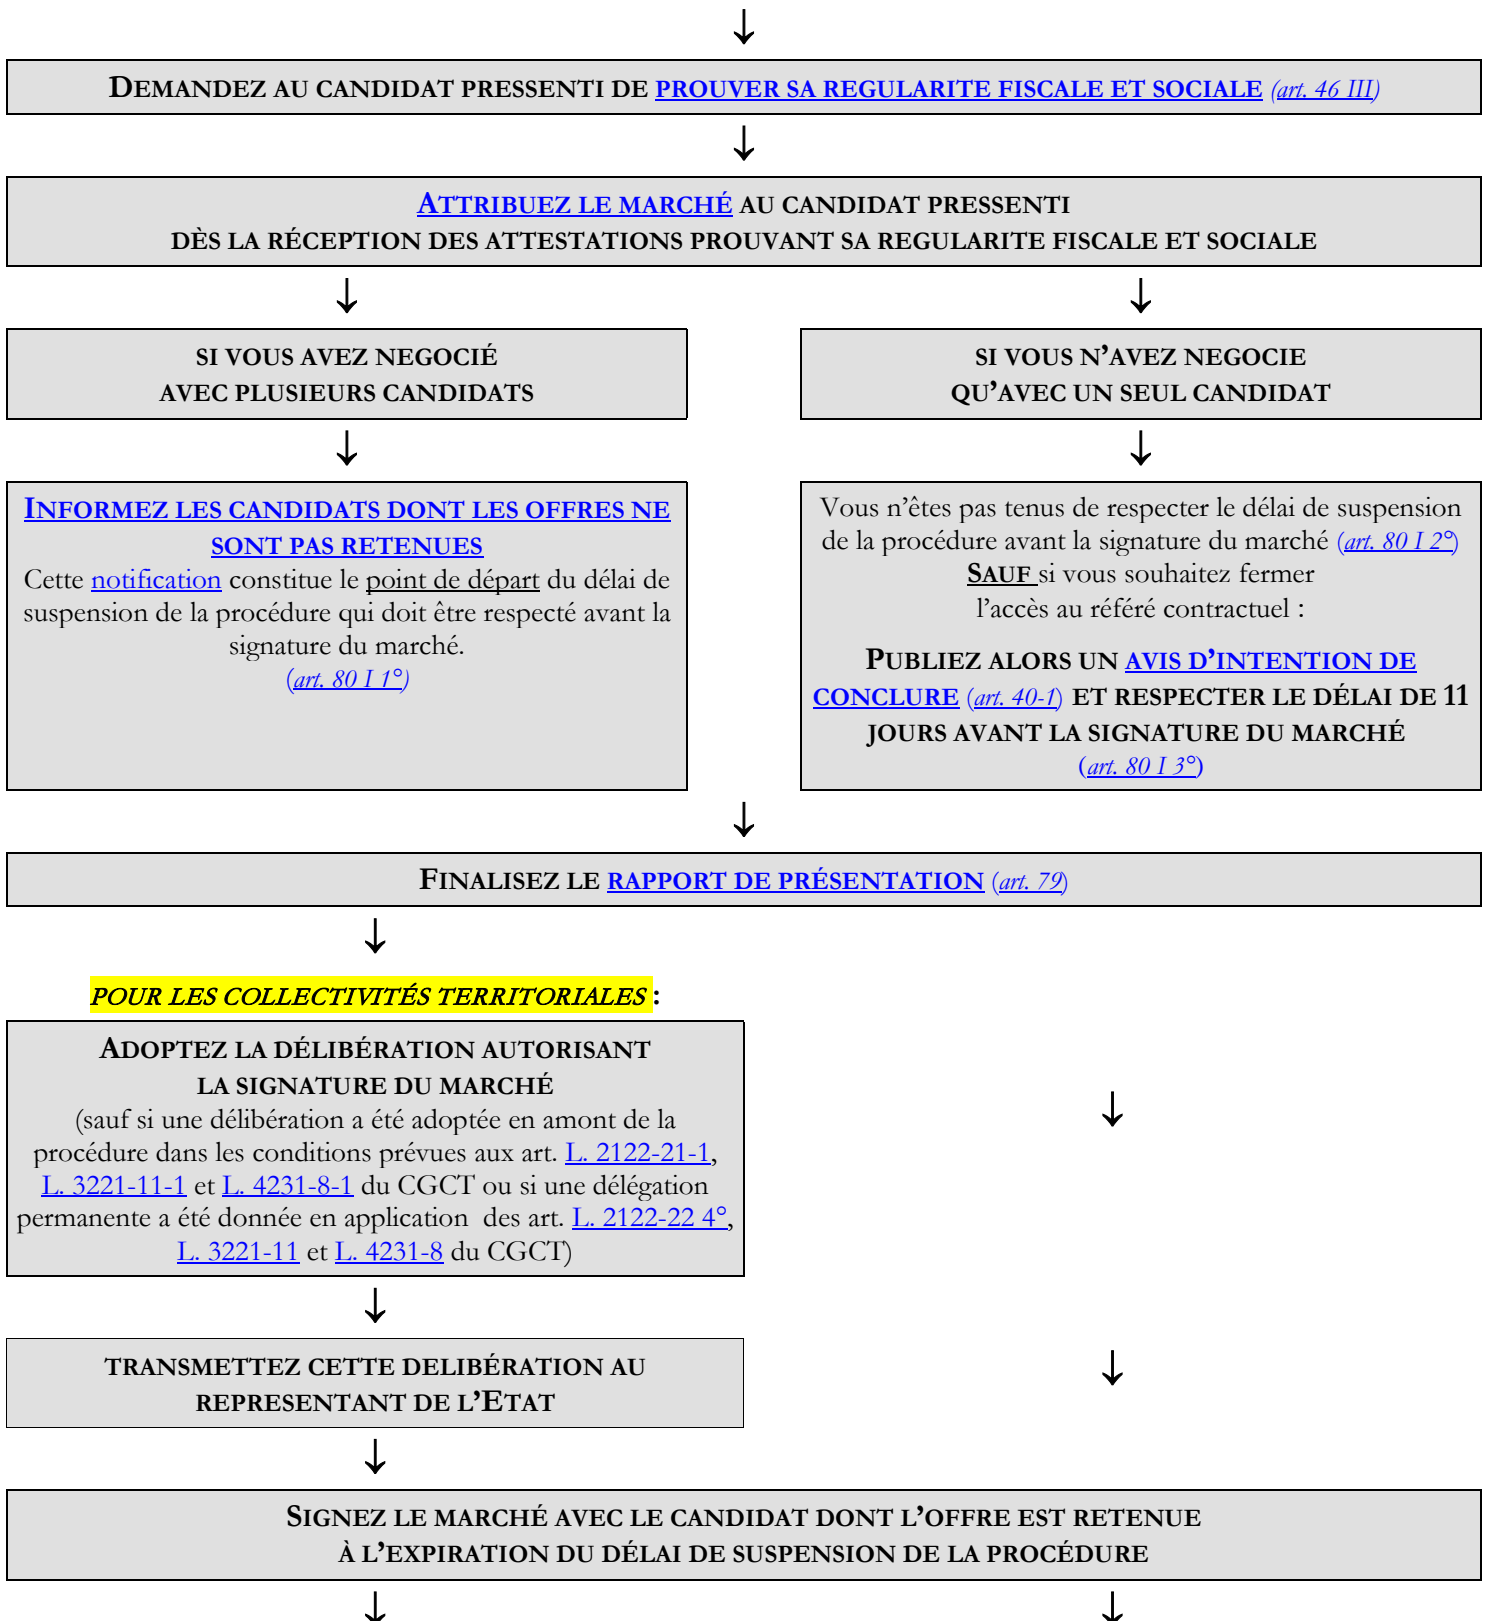 ↓
DEMANDEZ AU CANDIDAT PRESSENTI DE PROUVER SA REGULARITE FISCALE ET SOCIALE (art. 46 III)
↓
ATTRIBUEZ LE MARCHÉ AU CANDIDAT PRESSENTI
DÈS LA RÉCEPTION DES ATTESTATIONS PROUVANT SA REGULARITE FISCALE ET SOCIALE
↓ ↓
SI VOUS AVEZ NEGOCIÉ
AVEC PLUSIEURS CANDIDATS
↓
INFORMEZ LES CANDIDATS DONT LES OFFRES NE
SONT PAS RETENUES
Cette notification constitue le point de départ du délai de
suspension de la procédure qui doit être respecté avant la
signature du marché.
(art. 80 I 1°)
SI VOUS N'AVEZ NEGOCIE
QU'AVEC UN SEUL CANDIDAT
↓
Vous n'êtes pas tenus de respecter le délai de suspension
de la procédure avant la signature du marché (art. 80 I 2°)
SAUF si vous souhaitez fermer
l'accès au référé contractuel :
PUBLIEZ ALORS UN AVIS D'INTENTION DE
CONCLURE (art. 40-1) ET RESPECTER LE DÉLAI DE 11
JOURS AVANT LA SIGNATURE DU MARCHÉ
(art. 80 I 3°)
↓
FINALISEZ LE RAPPORT DE PRÉSENTATION (art. 79)
↓
POUR LES COLLECTIVITÉS TERRITORIALES :
ADOPTEZ LA DÉLIBÉRATION AUTORISANT
LA SIGNATURE DU MARCHÉ
(sauf si une délibération a été adoptée en amont de la
procédure dans les conditions prévues aux art. L. 2122-21-1,
L. 3221-11-1 et L. 4231-8-1 du CGCT ou si une délégation
permanente a été donnée en application des art. L. 2122-22 4°,
L. 3221-11 et L. 4231-8 du CGCT)
↓
↓
TRANSMETTEZ CETTE DELIBÉRATION AU
REPRESENTANT DE L'ETAT
↓
↓
SIGNEZ LE MARCHÉ AVEC LE CANDIDAT DONT L'OFFRE EST RETENUE
À L'EXPIRATION DU DÉLAI DE SUSPENSION DE LA PROCÉDURE
↓ ↓